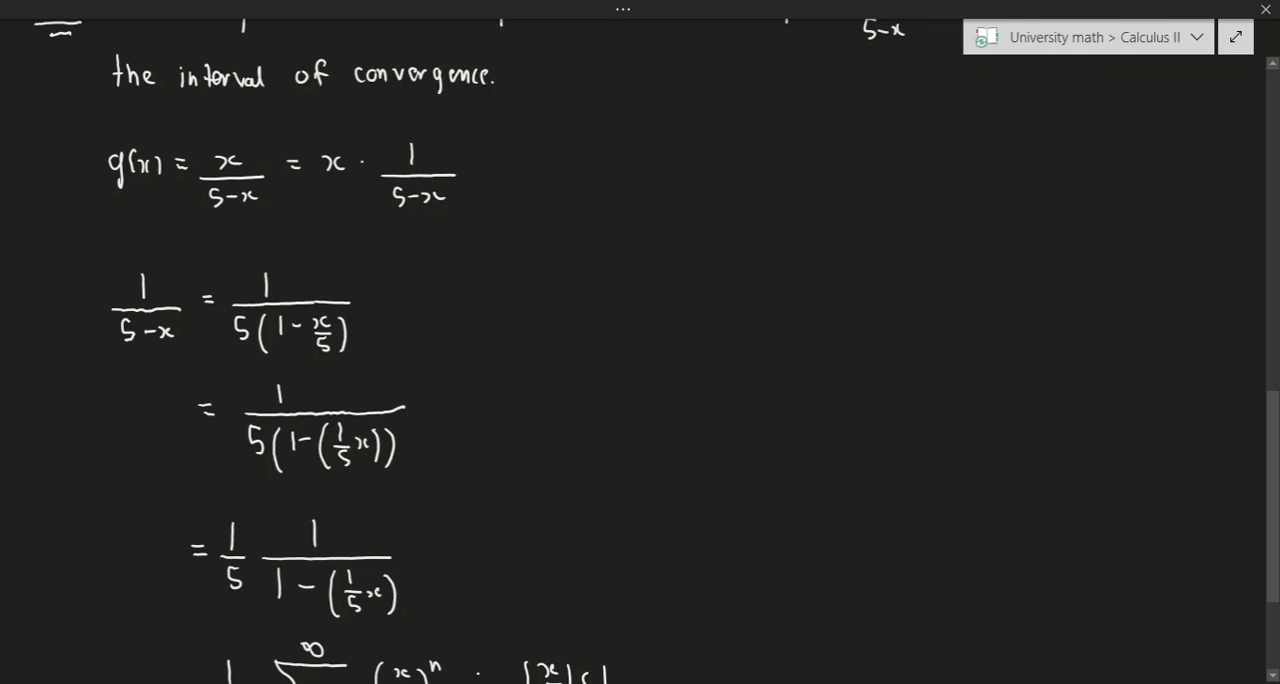 ...
5-x
University math > Calculus II
the interval of convergence.
g(x) = x/(5-x) = x · 1/(5-x)
1/(5-x) = 1/(5(1 - x/5))
= 1/(5(1-(1/5 x)))
= 1/5 1/(1 - (1/5 x))
∞